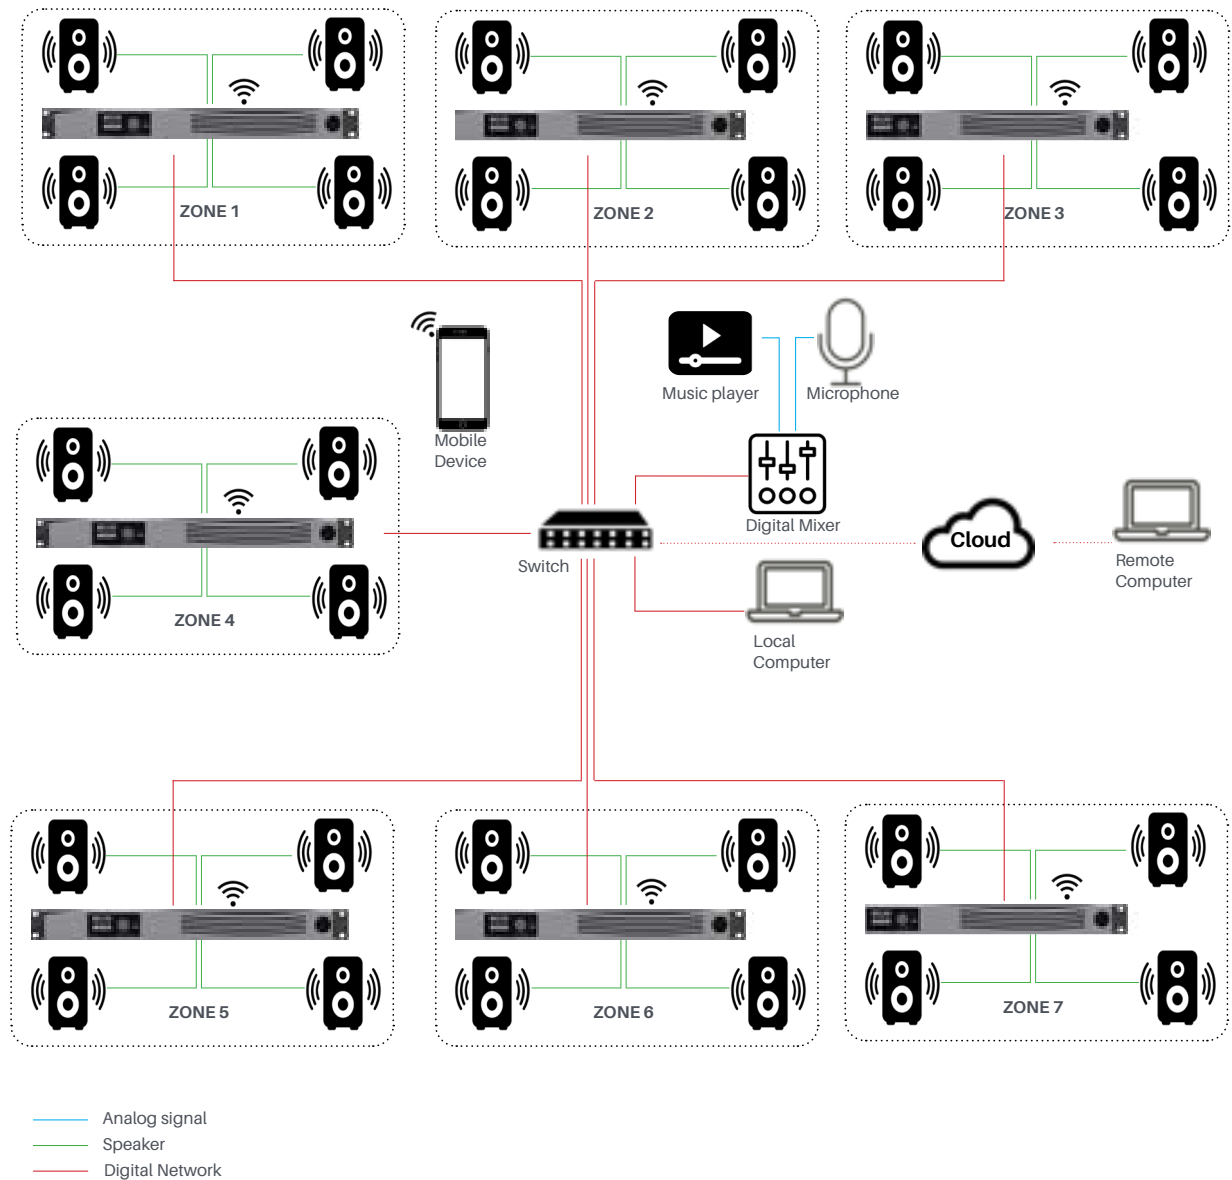 ZONE 1
ZONE 2
ZONE 3
Music player
Microphone
Mobile
Device
Digital Mixer
Switch
Cloud
Remote
Computer
Local
Computer
ZONE 4
ZONE 5
ZONE 6
ZONE 7
Analog signal
Speaker
Digital Network